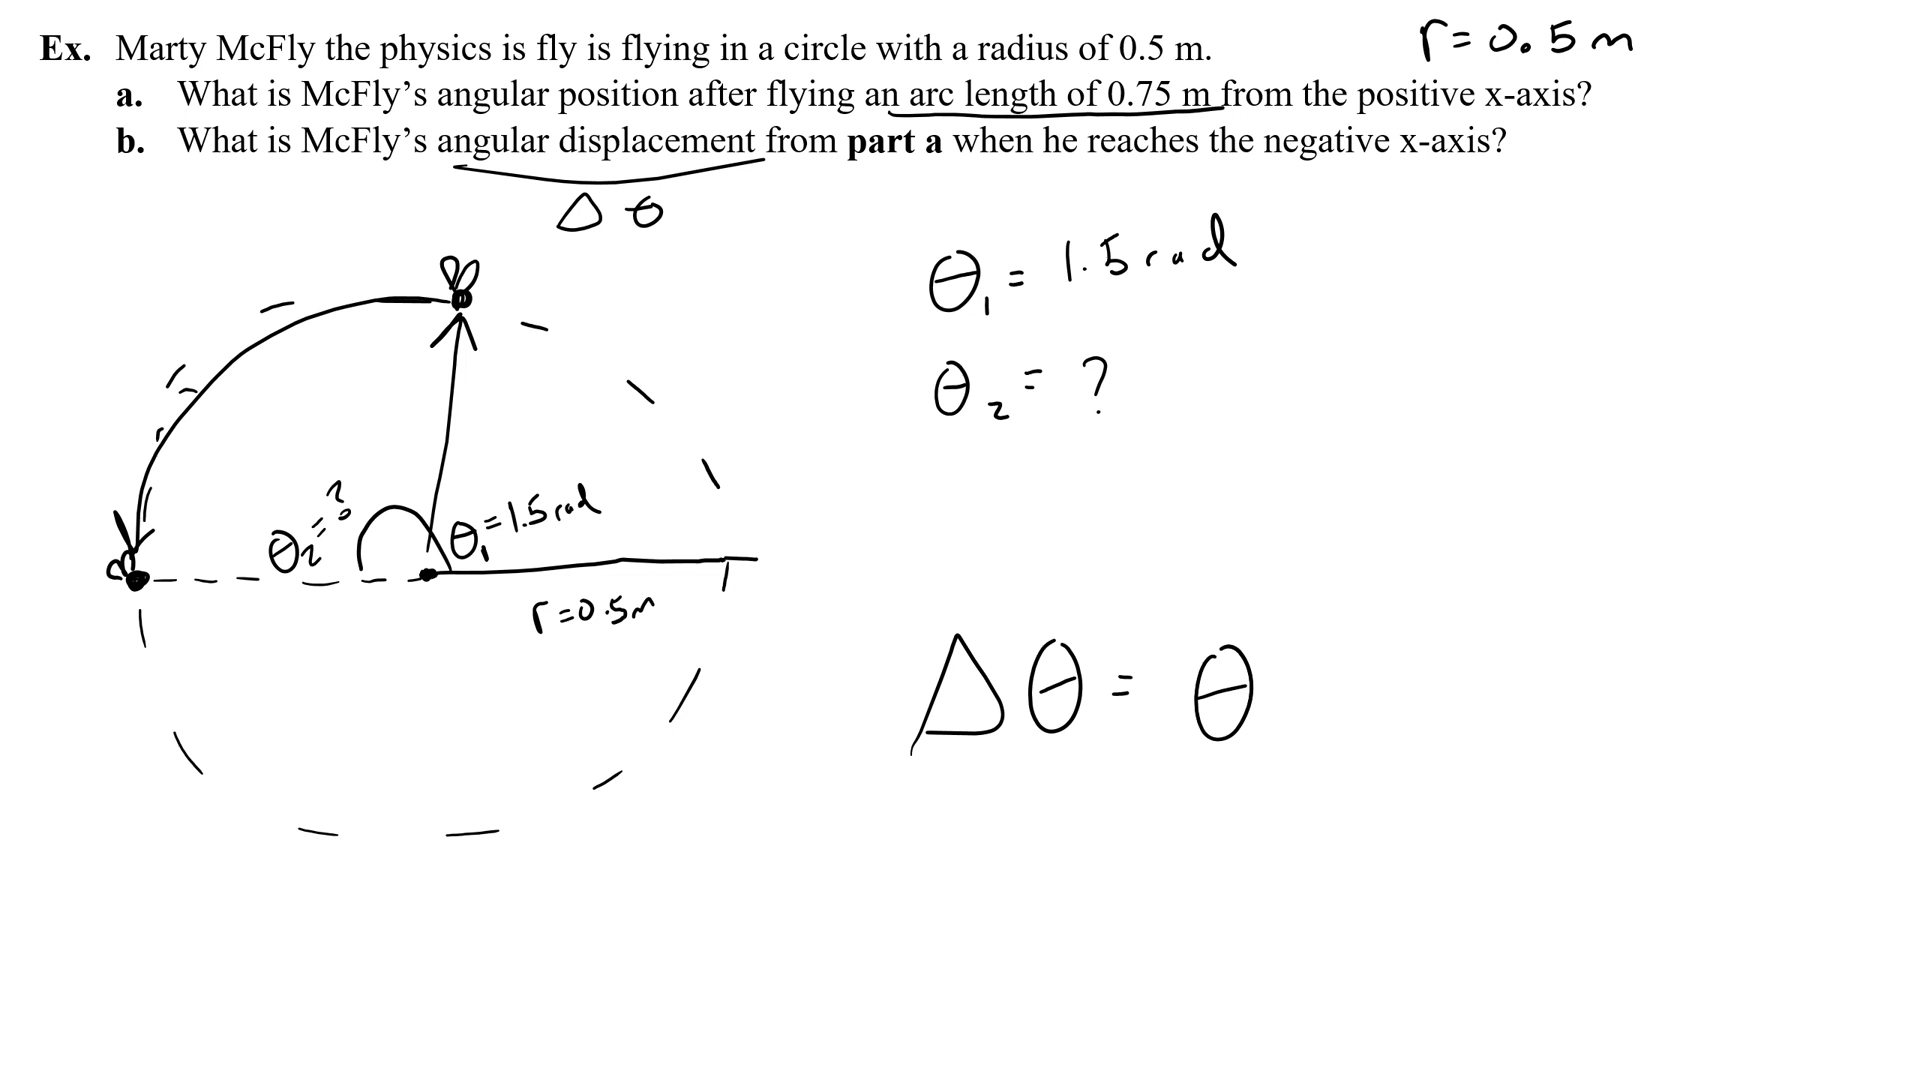 Ex. Marty McFly the physics is fly is flying in a circle with a radius of 0.5 m.
r = 0.5 m
a. What is McFly’s angular position after flying an arc length of 0.75 m from the positive x-axis?
b. What is McFly’s angular displacement from part a when he reaches the negative x-axis?
Δθ
θ₁ = 1.5 rad
θ₂ = ?
θ₂ = ?
θ₁ = 1.5 rad
r = 0.5 m
Δθ = θ